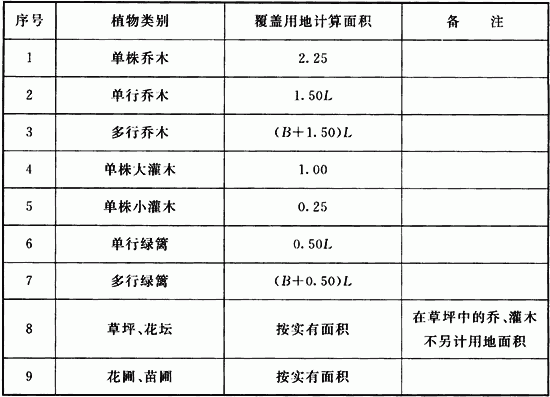 序号 植物类别 覆盖用地计算面积 备 注
1 单株乔木 2.25
2 单行乔木 1.50L
3 多行乔木 (B+1.50)L
4 单株大灌木 1.00
5 单株小灌木 0.25
6 单行绿篱 0.50L
7 多行绿篱 (B+0.50)L
8 草坪、花坛 按实有面积 在草坪中的乔、灌木
不另计用地面积
9 花圃、苗圃 按实有面积